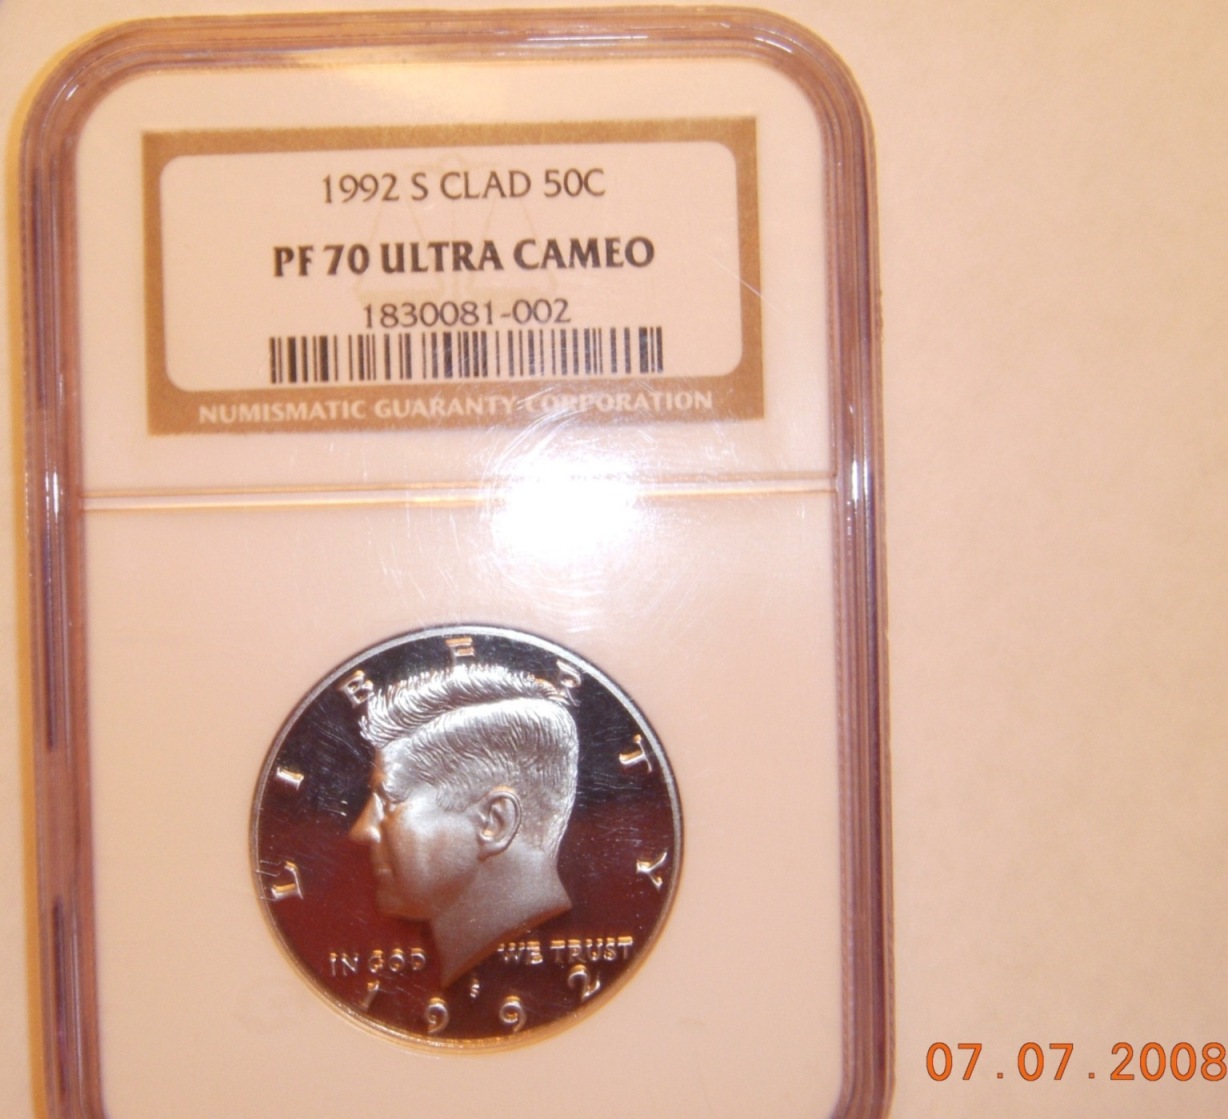 1992 S CLAD 50C
PF 70 ULTRA CAMEO
1830081-002
NUMISMATIC GUARANTY CORPORATION
LIBERTY
IN GOD WE TRUST
S
1992
07.07.2008